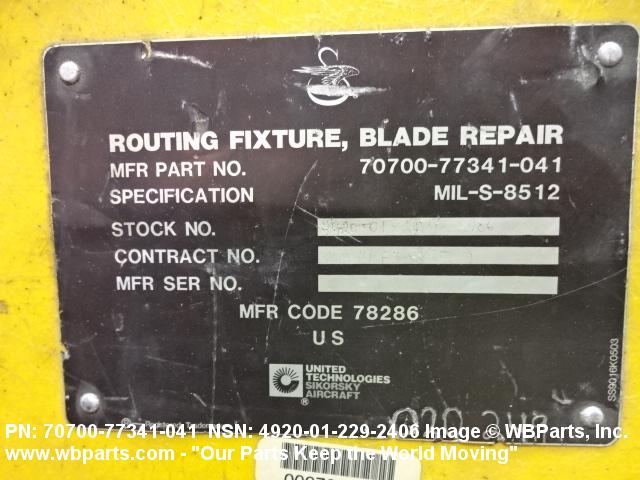 ROUTING FIXTURE, BLADE REPAIR
MFR PART NO. 70700-77341-041
SPECIFICATION MIL-S-8512
STOCK NO.
CONTRACT NO.
MFR SER NO.
MFR CODE 78286
US
UNITED
TECHNOLOGIES
SIKORSKY
AIRCRAFT
®
SS9016K0503
PN: 70700-77341-041 NSN: 4920-01-229-2406 Image © WBParts, Inc.
www.wbparts.com - "Our Parts Keep the World Moving"